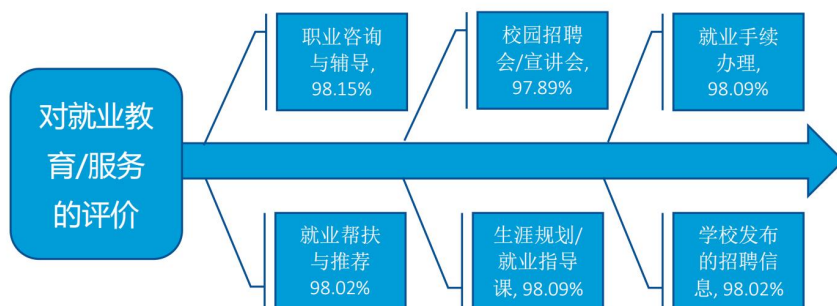 对就业教
育/服务
的评价
职业咨询
与辅导,
98.15%
校园招聘
会/宣讲会,
97.89%
就业手续
办理,
98.09%
就业帮扶
与推荐
98.02%
生涯规划/
就业指导
课, 98.09%
学校发布
的招聘信
息, 98.02%